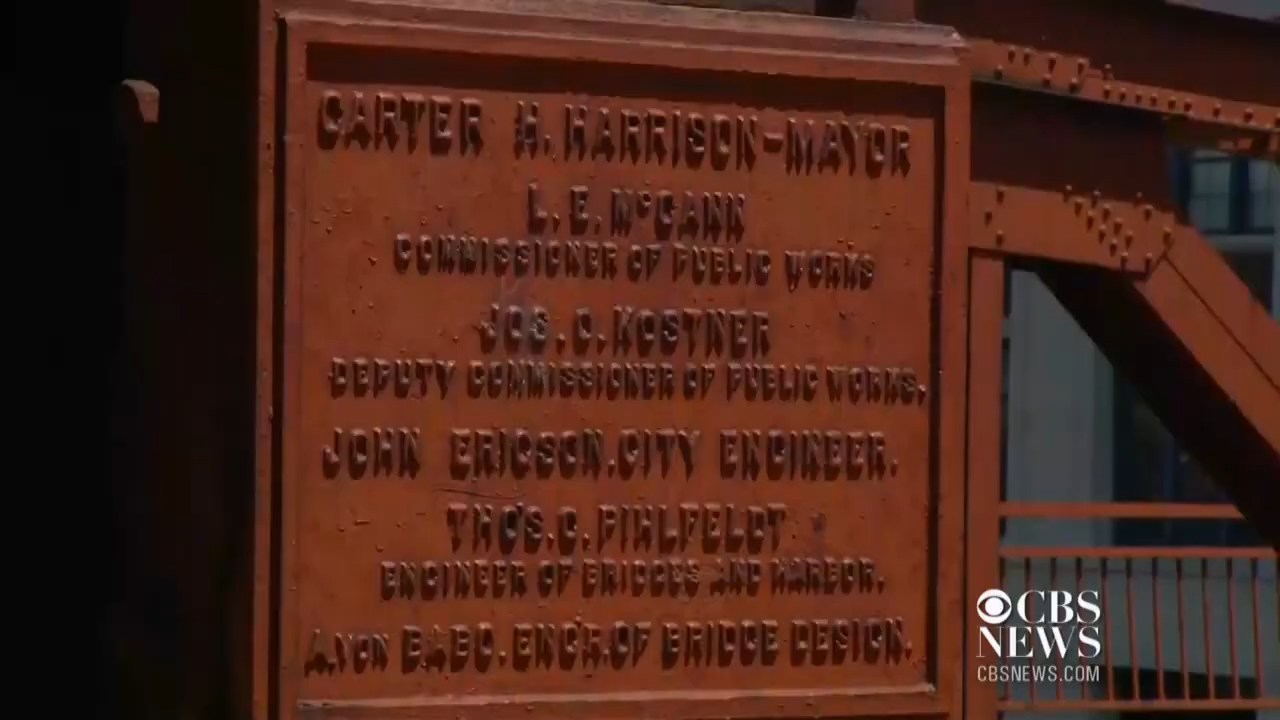 CARTER H. HARRISON-MAYOR
L. E. McGANN
COMMISSIONER OF PUBLIC WORKS
JOS. O. KOSTNER
DEPUTY COMMISSIONER OF PUBLIC WORKS.
JOHN ERICSON. CITY ENGINEER.
THOS. G. PIHLFELDT
ENGINEER OF BRIDGES AND HARBOR.
A. VON BABO. ENG'R. OF BRIDGE DESIGN.
CBS
NEWS
CBSNEWS.COM